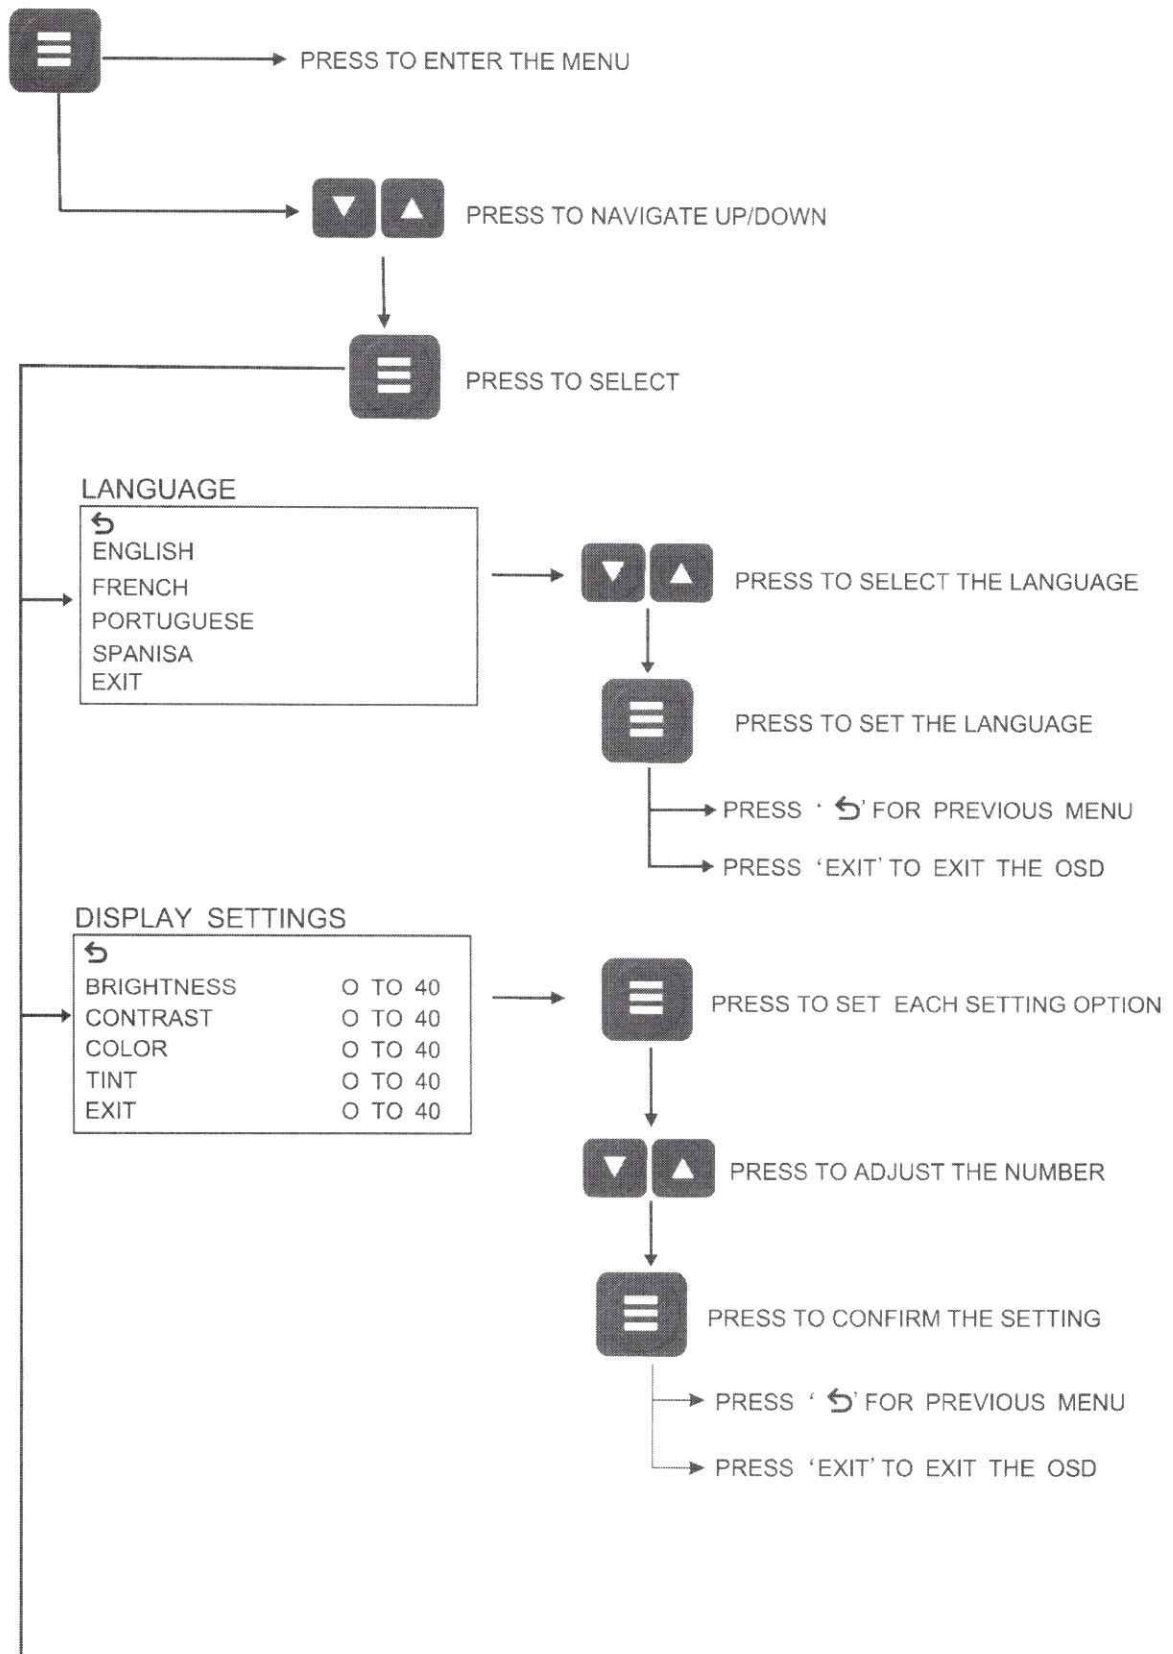 PRESS TO ENTER THE MENU
PRESS TO NAVIGATE UP/DOWN
PRESS TO SELECT
LANGUAGE
ENGLISH
FRENCH
PORTUGUESE
SPANISA
EXIT
PRESS TO SELECT THE LANGUAGE
PRESS TO SET THE LANGUAGE
PRESS ' ⮌' FOR PREVIOUS MENU
PRESS 'EXIT' TO EXIT THE OSD
DISPLAY SETTINGS
BRIGHTNESS O TO 40
CONTRAST O TO 40
COLOR O TO 40
TINT O TO 40
EXIT O TO 40
PRESS TO SET EACH SETTING OPTION
PRESS TO ADJUST THE NUMBER
PRESS TO CONFIRM THE SETTING
PRESS ' ⮌' FOR PREVIOUS MENU
PRESS 'EXIT' TO EXIT THE OSD